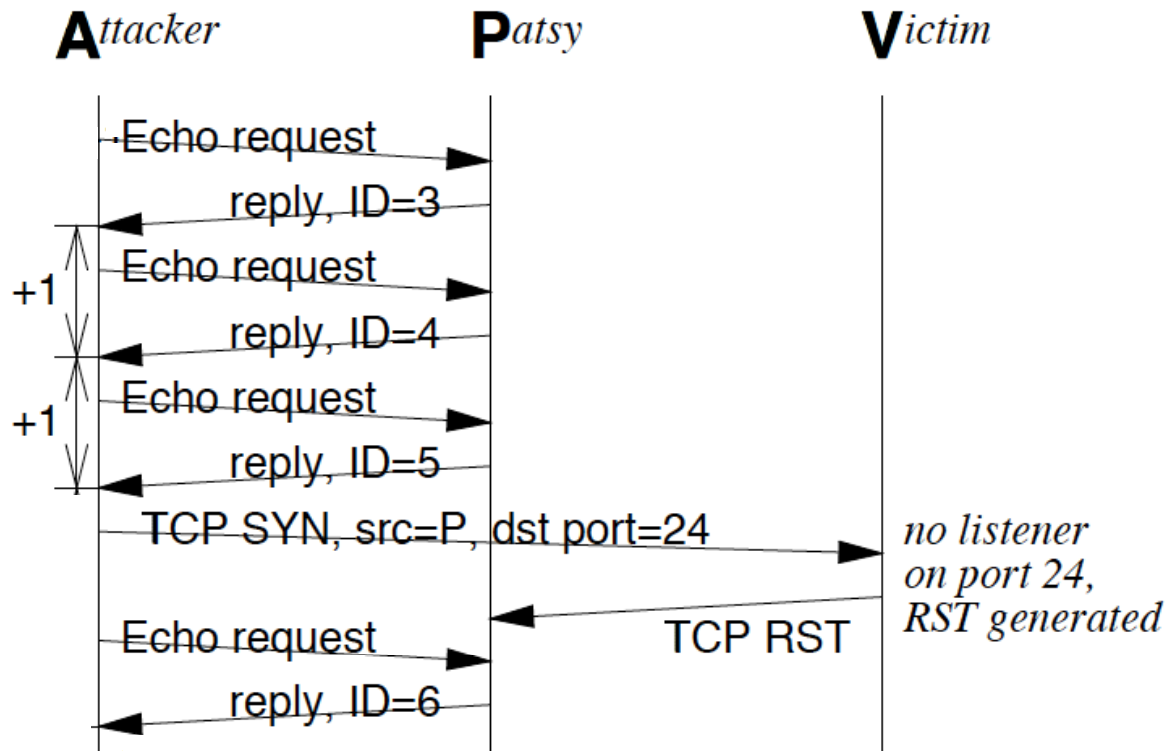 Attacker Patsy Victim
Echo request
reply, ID=3
+1
Echo request
reply, ID=4
+1
Echo request
reply, ID=5
TCP SYN, src=P, dst port=24
no listener
on port 24,
RST generated
TCP RST
Echo request
reply, ID=6